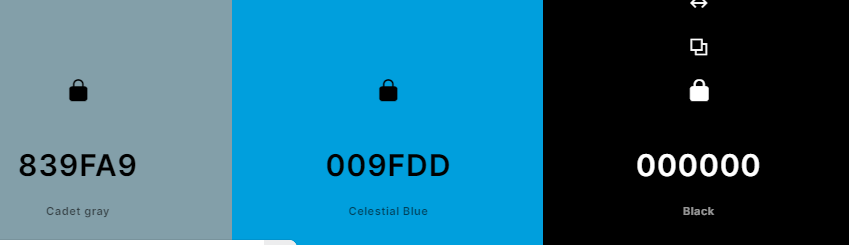 839FA9
Cadet gray
009FDD
Celestial Blue
000000
Black